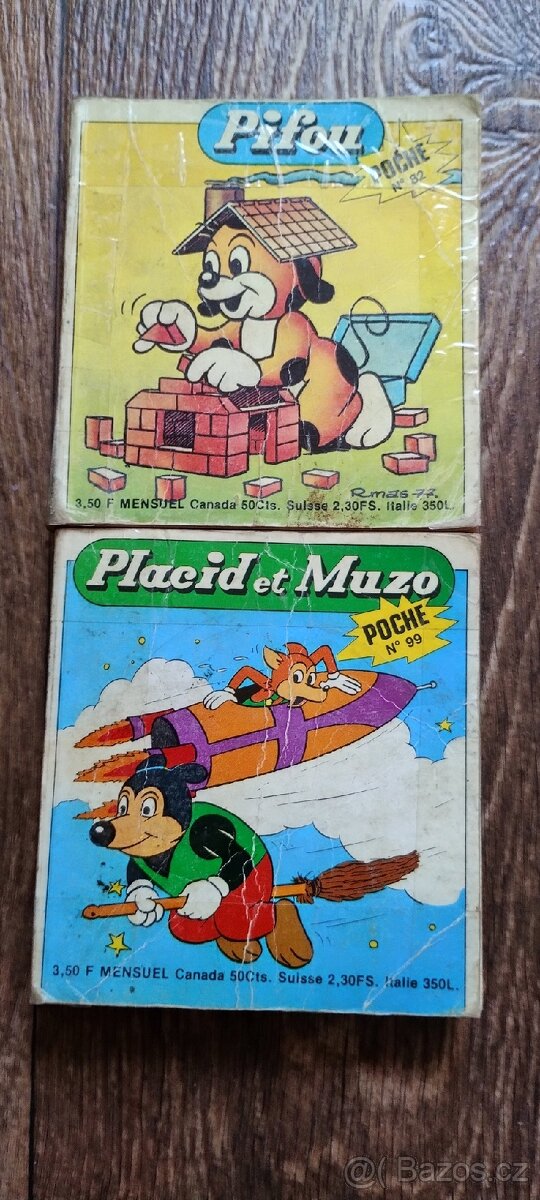 Pifou
POCHE
N° 82
Rmas-77.
3,50 F MENSUEL Canada 50Cts. Suisse 2,30FS. Italie 350L.
Placid et Muzo
POCHE
N° 99
3,50 F MENSUEL Canada 50Cts. Suisse 2,30FS. Italie 350L.
@ Bazos.cz